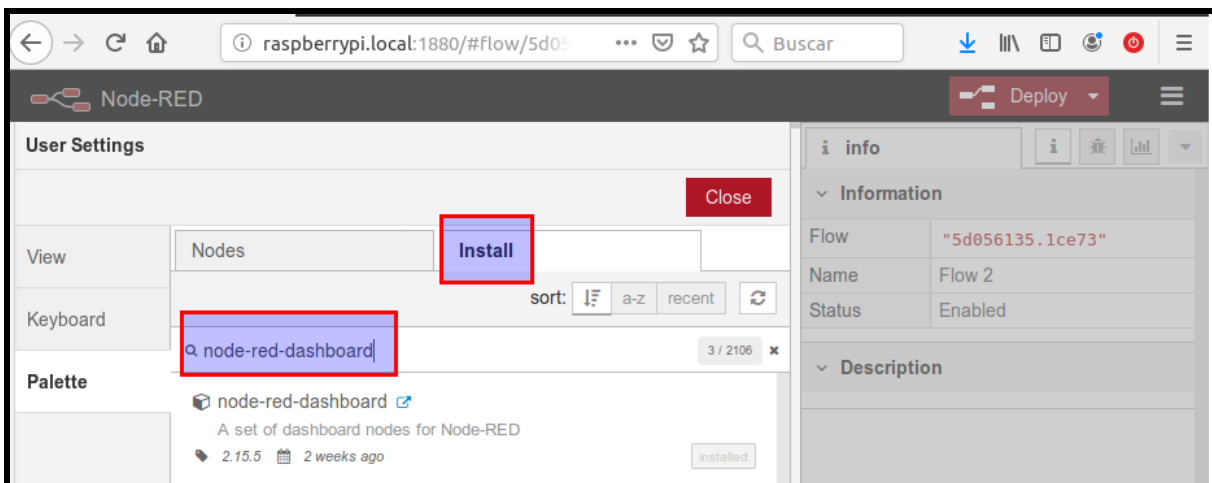 raspberrypi.local:1880/#flow/5d05
Buscar
Node-RED
Deploy
User Settings
Close
View
Keyboard
Palette
Nodes
Install
sort:
a-z
recent
node-red-dashboard
3 / 2106
node-red-dashboard
A set of dashboard nodes for Node-RED
2.15.5
2 weeks ago
installed
info
Information
Flow "5d056135.1ce73"
Name Flow 2
Status Enabled
Description